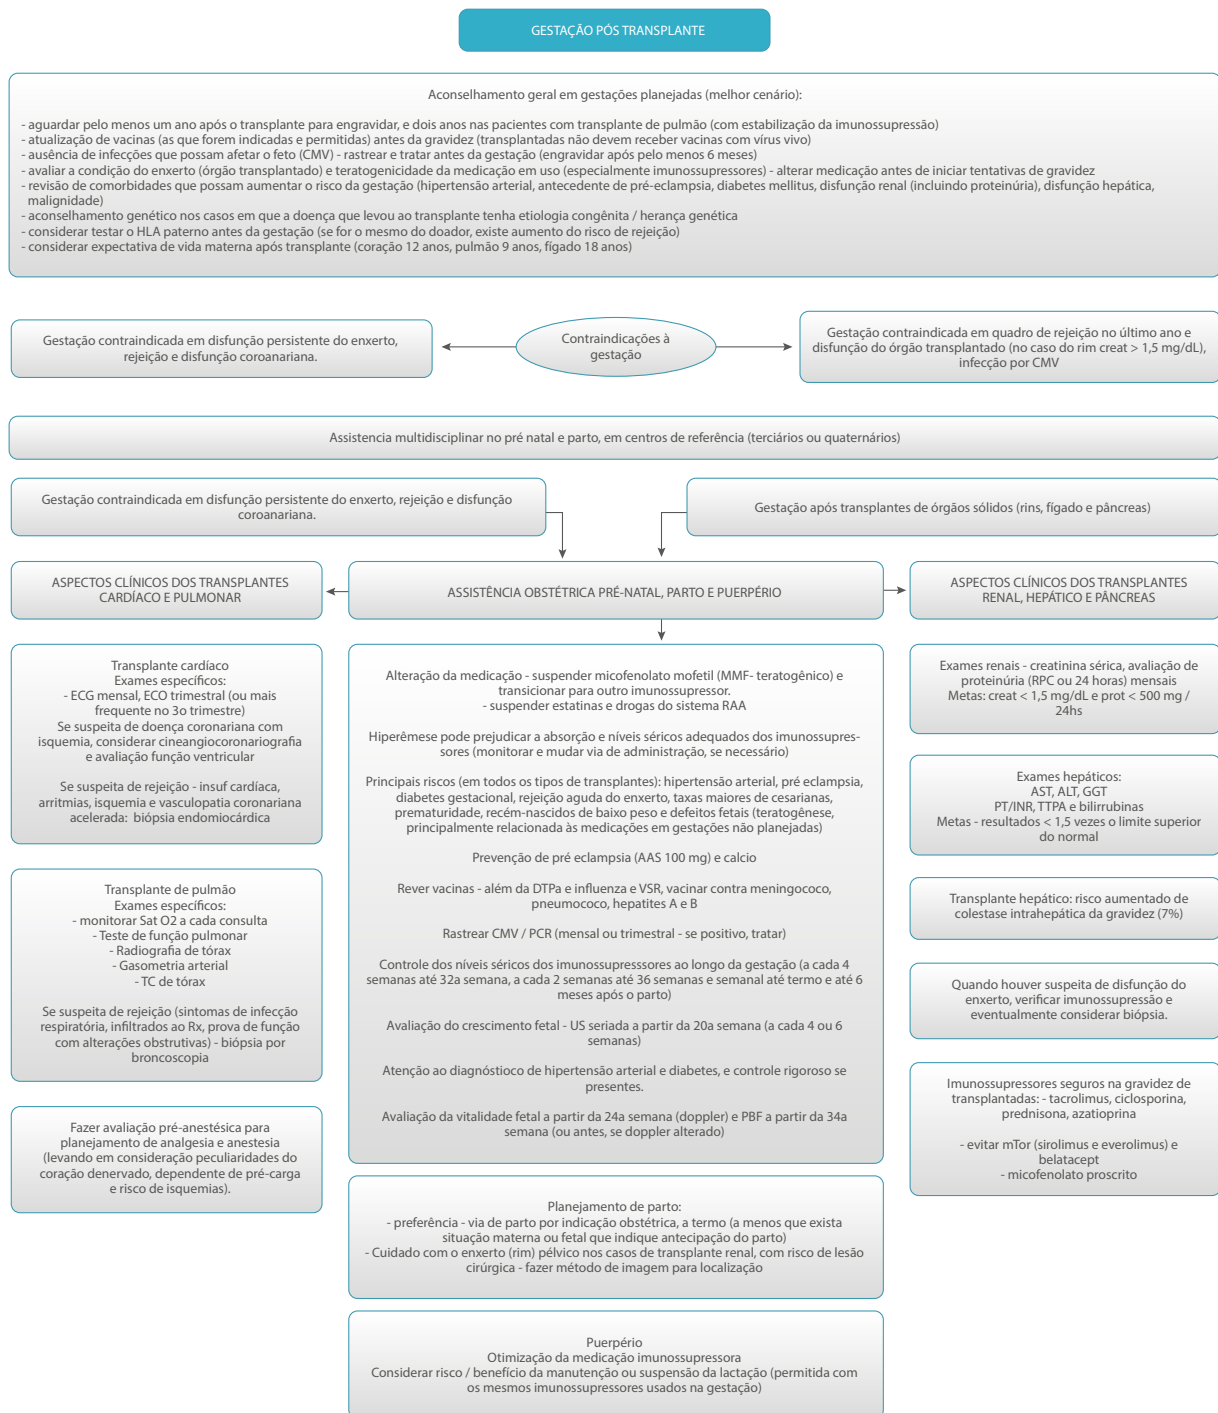 GESTAÇÃO PÓS TRANSPLANTE
Aconselhamento geral em gestações planejadas (melhor cenário):
- aguardar pelo menos um ano após o transplante para engravidar, e dois anos nas pacientes com transplante de pulmão (com estabilização da imunossupressão)
- atualização de vacinas (as que forem indicadas e permitidas) antes da gravidez (transplantadas não devem receber vacinas com vírus vivo)
- ausência de infecções que possam afetar o feto (CMV) - rastrear e tratar antes da gestação (engravidar após pelo menos 6 meses)
- avaliar a condição do enxerto (órgão transplantado) e teratogenicidade da medicação em uso (especialmente imunossupressores) - alterar medicação antes de iniciar tentativas de gravidez
- revisão de comorbidades que possam aumentar o risco da gestação (hipertensão arterial, antecedente de pré-eclampsia, diabetes mellitus, disfunção renal (incluindo proteinúria), disfunção hepática,
malignidade)
- aconselhamento genético nos casos em que a doença que levou ao transplante tenha etiologia congênita / herança genética
- considerar testar o HLA paterno antes da gestação (se for o mesmo do doador, existe aumento do risco de rejeição)
- considerar expectativa de vida materna após transplante (coração 12 anos, pulmão 9 anos, fígado 18 anos)
Gestação contraindicada em disfunção persistente do enxerto,
rejeição e disfunção coroanariana.
Contraindicações à
gestação
Gestação contraindicada em quadro de rejeição no último ano e
disfunção do órgão transplantado (no caso do rim creat > 1,5 mg/dL),
infecção por CMV
Assistencia multidisciplinar no pré natal e parto, em centros de referência (terciários ou quaternários)
Gestação contraindicada em disfunção persistente do enxerto, rejeição e disfunção
coroanariana.
Gestação após transplantes de órgãos sólidos (rins, fígado e pâncreas)
ASPECTOS CLÍNICOS DOS TRANSPLANTES
CARDÍACO E PULMONAR
ASSISTÊNCIA OBSTÉTRICA PRÉ-NATAL, PARTO E PUERPÉRIO
ASPECTOS CLÍNICOS DOS TRANSPLANTES
RENAL, HEPÁTICO E PÂNCREAS
Transplante cardíaco
Exames específicos:
- ECG mensal, ECO trimestral (ou mais
frequente no 3o trimestre)
Se suspeita de doença coronariana com
isquemia, considerar cineangiocoronariografia
e avaliação função ventricular
Se suspeita de rejeição - insuf cardíaca,
arritmias, isquemia e vasculopatia coronariana
acelerada: biópsia endomiocárdica
Transplante de pulmão
Exames específicos:
- monitorar Sat O2 a cada consulta
- Teste de função pulmonar
- Radiografia de tórax
- Gasometria arterial
- TC de tórax
Se suspeita de rejeição (sintomas de infecção
respiratória, infiltrados ao Rx, prova de função
com alterações obstrutivas) - biópsia por
broncoscopia
Fazer avaliação pré-anestésica para
planejamento de analgesia e anestesia
(levando em consideração peculiaridades do
coração denervado, dependente de pré-carga
e risco de isquemias).
Alteração da medicação - suspender micofenolato mofetil (MMF- teratogênico) e
transicionar para outro imunossupressor.
- suspender estatinas e drogas do sistema RAA
Hiperêmese pode prejudicar a absorção e níveis séricos adequados dos imunossupres-
sores (monitorar e mudar via de administração, se necessário)
Principais riscos (em todos os tipos de transplantes): hipertensão arterial, pré eclampsia,
diabetes gestacional, rejeição aguda do enxerto, taxas maiores de cesarianas,
prematuridade, recém-nascidos de baixo peso e defeitos fetais (teratogênese,
principalmente relacionada às medicações em gestações não planejadas)
Prevenção de pré eclampsia (AAS 100 mg) e calcio
Rever vacinas - além da DTPa e influenza e VSR, vacinar contra meningococo,
pneumococo, hepatites A e B
Rastrear CMV / PCR (mensal ou trimestral - se positivo, tratar)
Controle dos níveis séricos dos imunossupresssores ao longo da gestação (a cada 4
semanas até 32a semana, a cada 2 semanas até 36 semanas e semanal até termo e até 6
meses após o parto)
Avaliação do crescimento fetal - US seriada a partir da 20a semana (a cada 4 ou 6
semanas)
Atenção ao diagnóstioco de hipertensão arterial e diabetes, e controle rigoroso se
presentes.
Avaliação da vitalidade fetal a partir da 24a semana (doppler) e PBF a partir da 34a
semana (ou antes, se doppler alterado)
Planejamento de parto:
- preferência - via de parto por indicação obstétrica, a termo (a menos que exista
situação materna ou fetal que indique antecipação do parto)
- Cuidado com o enxerto (rim) pélvico nos casos de transplante renal, com risco de lesão
cirúrgica - fazer método de imagem para localização
Puerpério
Otimização da medicação imunossupressora
Considerar risco / benefício da manutenção ou suspensão da lactação (permitida com
os mesmos imunossupressores usados na gestação)
Exames renais - creatinina sérica, avaliação de
proteinúria (RPC ou 24 horas) mensais
Metas: creat < 1,5 mg/dL e prot < 500 mg /
24hs
Exames hepáticos:
AST, ALT, GGT
PT/INR, TTPA e bilirrubinas
Metas - resultados < 1,5 vezes o limite superior
do normal
Transplante hepático: risco aumentado de
colestase intrahepática da gravidez (7%)
Quando houver suspeita de disfunção do
enxerto, verificar imunossupressão e
eventualmente considerar biópsia.
Imunossupressores seguros na gravidez de
transplantadas: - tacrolimus, ciclosporina,
prednisona, azatioprina
- evitar mTor (sirolimus e everolimus) e
belatacept
- micofenolato proscrito